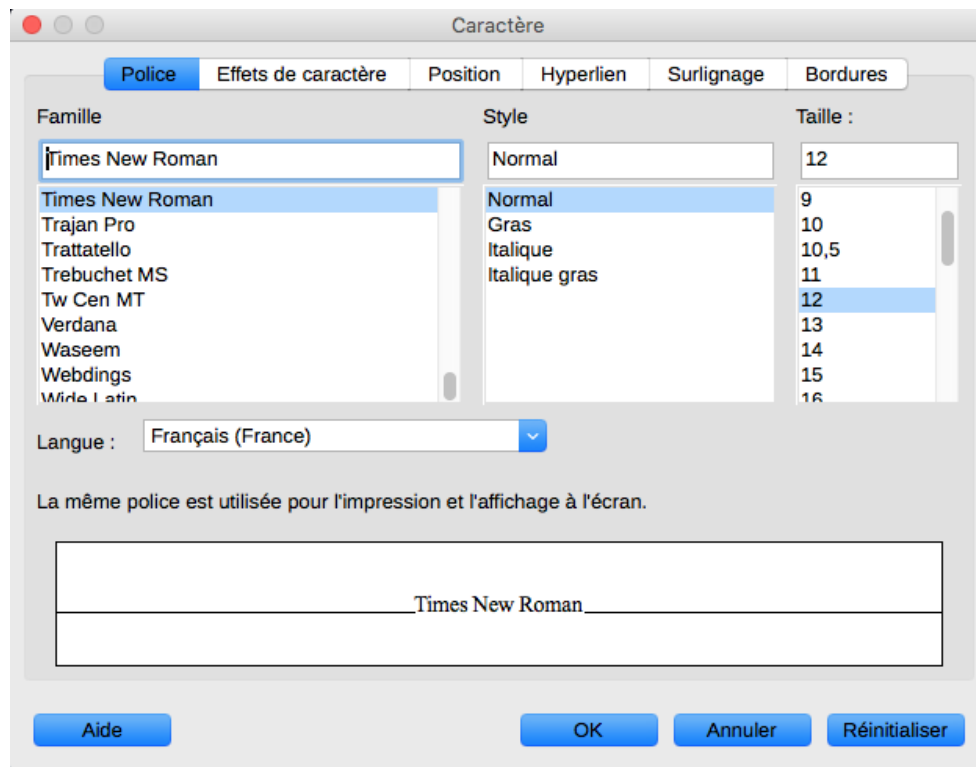 Caractère
Police Effets de caractère Position Hyperlien Surlignage Bordures
Famille Style Taille :
Times New Roman Normal 12
Times New Roman Normal 9
Trajan Pro Gras 10
Trattatello Italique 10,5
Trebuchet MS Italique gras 11
Tw Cen MT 12
Verdana 13
Waseem 14
Webdings 15
Wide Latin 16
Langue : Français (France)
La même police est utilisée pour l'impression et l'affichage à l'écran.
Times New Roman
Aide OK Annuler Réinitialiser